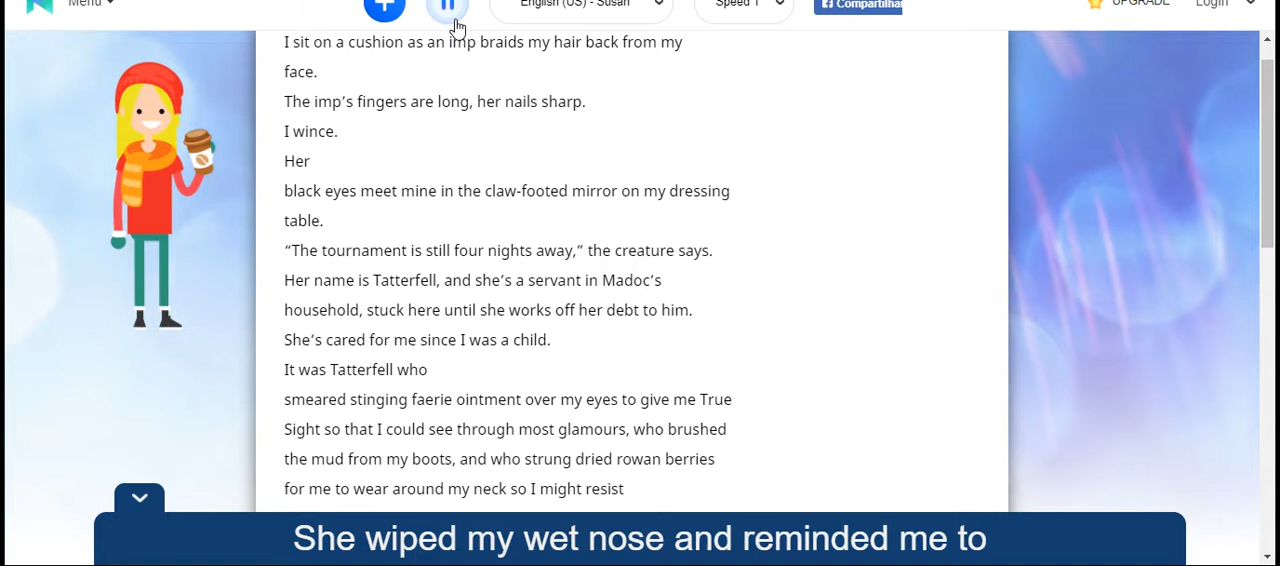 Menu
English (US) - Susan
Speed 1
Compartilhar
UPGRADE
Login
I sit on a cushion as an imp braids my hair back from my
face.
The imp’s fingers are long, her nails sharp.
I wince.
Her
black eyes meet mine in the claw-footed mirror on my dressing
table.
“The tournament is still four nights away,” the creature says.
Her name is Tatterfell, and she’s a servant in Madoc’s
household, stuck here until she works off her debt to him.
She’s cared for me since I was a child.
It was Tatterfell who
smeared stinging faerie ointment over my eyes to give me True
Sight so that I could see through most glamours, who brushed
the mud from my boots, and who strung dried rowan berries
for me to wear around my neck so I might resist
She wiped my wet nose and reminded me to